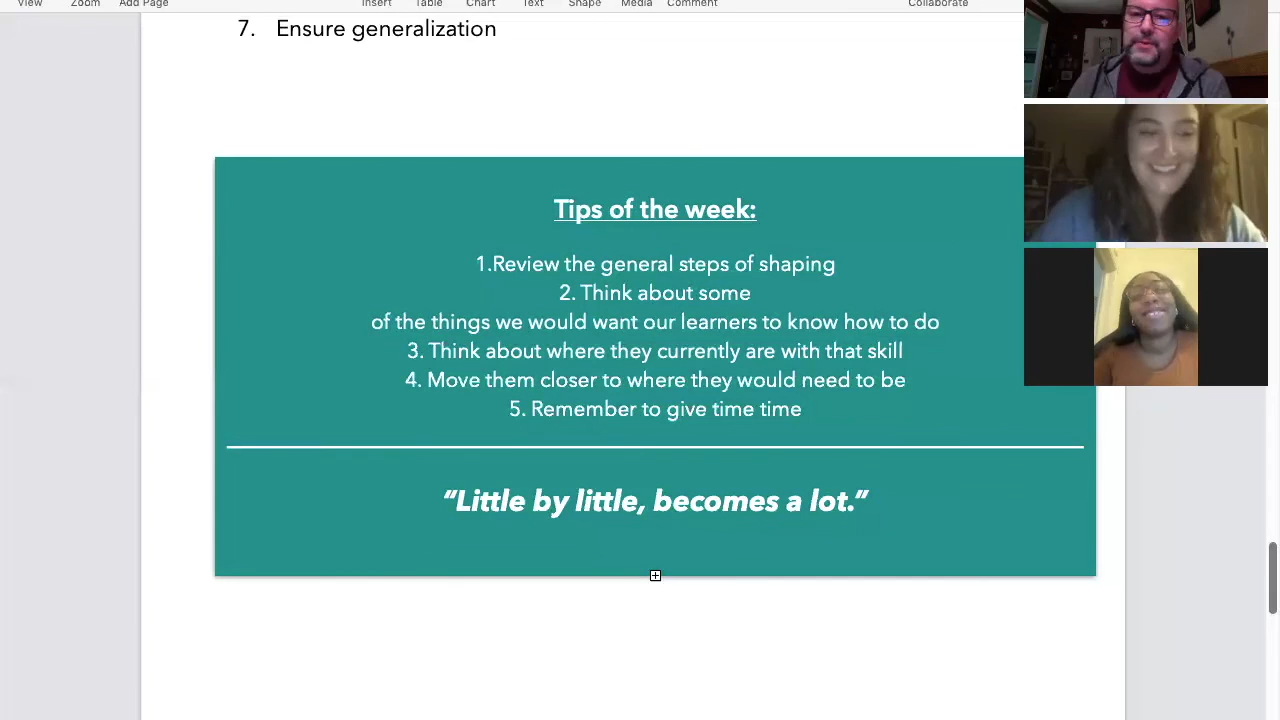 View Zoom Add Page Insert Table Chart Text Shape Media Comment Collaborate
7. Ensure generalization
Tips of the week:
1.Review the general steps of shaping
2. Think about some
of the things we would want our learners to know how to do
3. Think about where they currently are with that skill
4. Move them closer to where they would need to be
5. Remember to give time time
“Little by little, becomes a lot.”